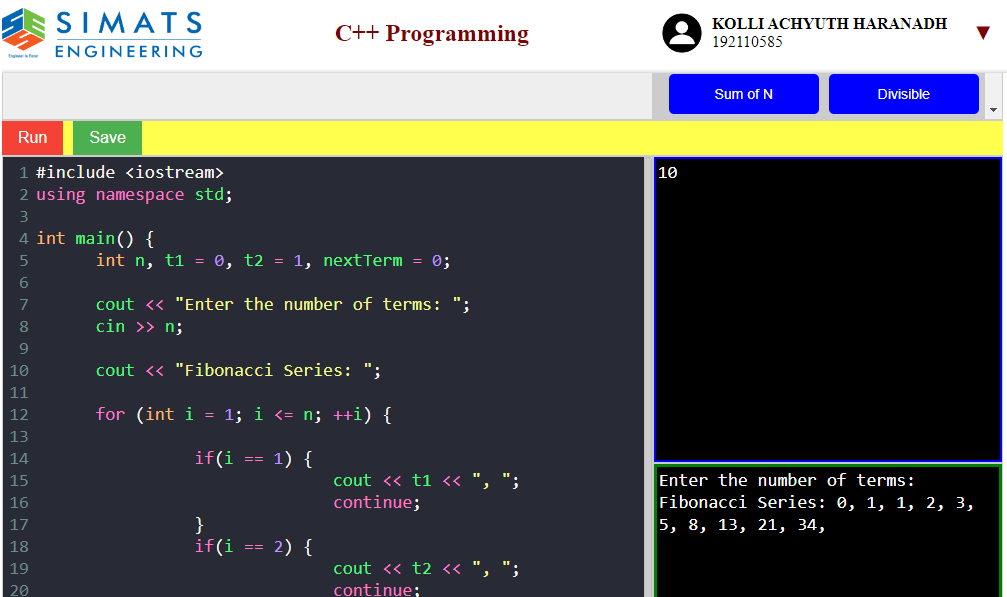 SIMATS
ENGINEERING
Engineer to Excel
C++ Programming
KOLLI ACHYUTH HARANADH
192110585
Sum of N
Divisible
Run
Save
1 #include <iostream>
2 using namespace std;
3
4 int main() {
5 int n, t1 = 0, t2 = 1, nextTerm = 0;
6
7 cout << "Enter the number of terms: ";
8 cin >> n;
9
10 cout << "Fibonacci Series: ";
11
12 for (int i = 1; i <= n; ++i) {
13
14 if(i == 1) {
15 cout << t1 << ", ";
16 continue;
17 }
18 if(i == 2) {
19 cout << t2 << ", ";
20 continue;
10
Enter the number of terms:
Fibonacci Series: 0, 1, 1, 2, 3,
5, 8, 13, 21, 34,